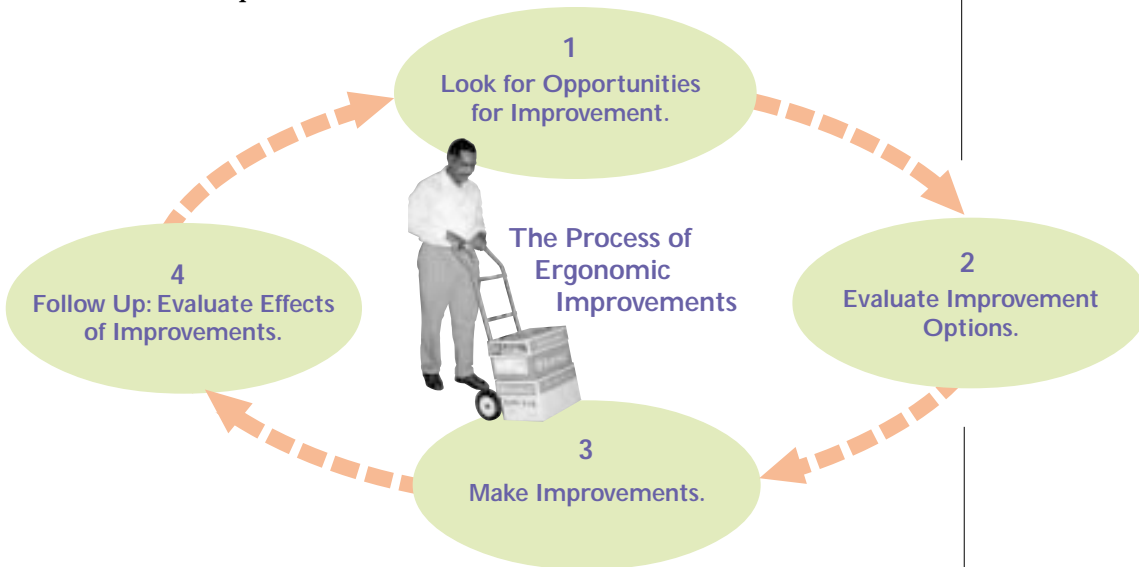 1
Look for Opportunities
for Improvement.
The Process of
Ergonomic
Improvements
2
Evaluate Improvement
Options.
3
Make Improvements.
4
Follow Up: Evaluate Effects
of Improvements.